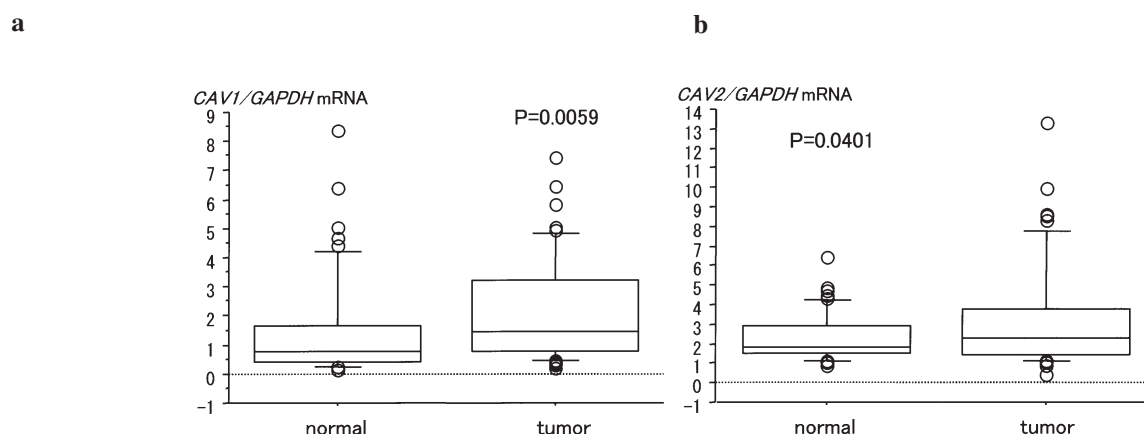 a
b
CAV1/GAPDH mRNA
P=0.0059
9
8
7
6
5
4
3
2
1
0
-1
normal
tumor
CAV2/GAPDH mRNA
P=0.0401
14
13
12
11
10
9
8
7
6
5
4
3
2
1
0
-1
normal
tumor